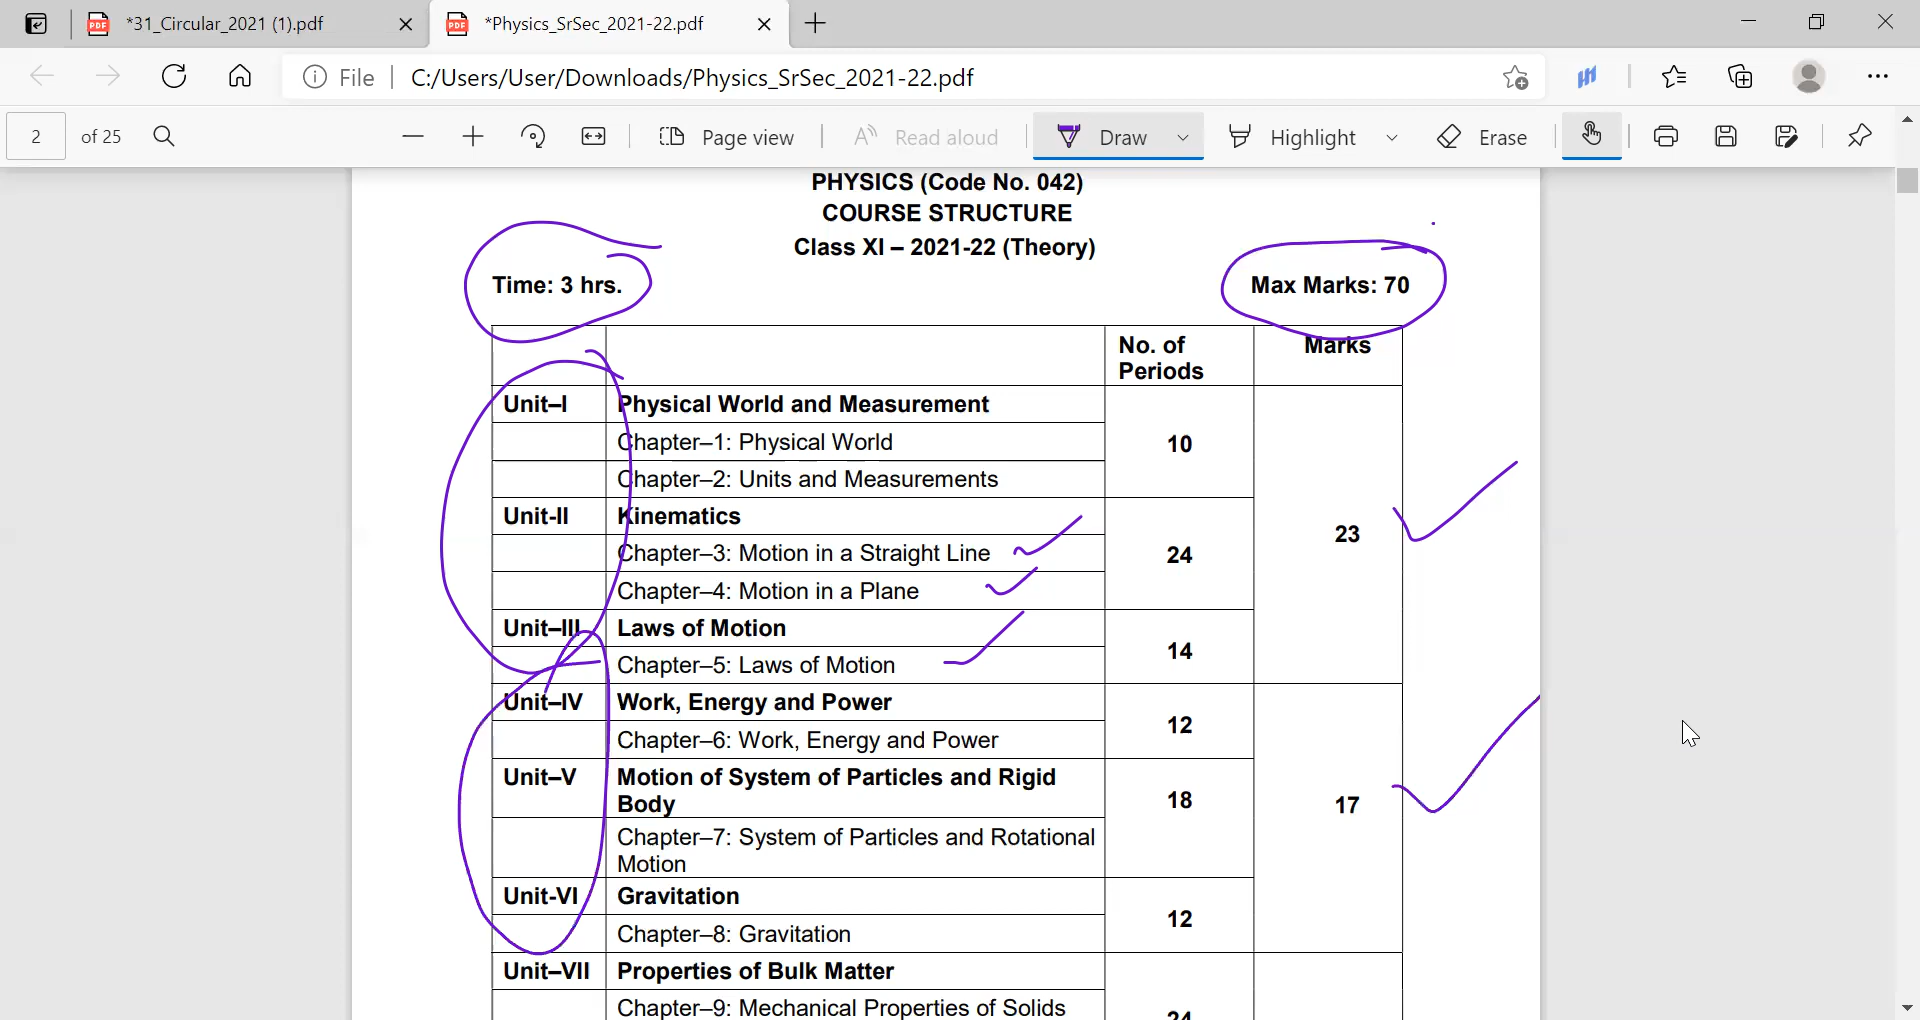 *31_Circular_2021 (1).pdf
*Physics_SrSec_2021-22.pdf
File
C:/Users/User/Downloads/Physics_SrSec_2021-22.pdf
2 of 25
Page view
Read aloud
Draw
Highlight
Erase
PHYSICS (Code No. 042)
COURSE STRUCTURE
Class XI – 2021-22 (Theory)
Time: 3 hrs. Max Marks: 70
No. of Periods Marks
Unit–I Physical World and Measurement
Chapter–1: Physical World 10
Chapter–2: Units and Measurements
Unit-II Kinematics
23
Chapter–3: Motion in a Straight Line 24
Chapter–4: Motion in a Plane
Unit–III Laws of Motion
14
Chapter–5: Laws of Motion
Unit–IV Work, Energy and Power
12
Chapter–6: Work, Energy and Power
Unit–V Motion of System of Particles and Rigid
Body 18 17
Chapter–7: System of Particles and Rotational
Motion
Unit-VI Gravitation
12
Chapter–8: Gravitation
Unit–VII Properties of Bulk Matter
Chapter–9: Mechanical Properties of Solids
24